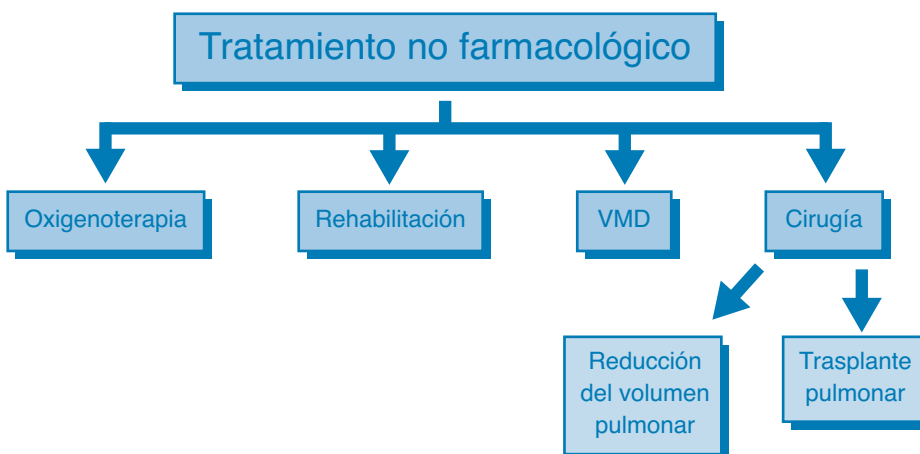 Tratamiento no farmacológico
Oxigenoterapia
Rehabilitación
VMD
Cirugía
Reducción
del volumen
pulmonar
Trasplante
pulmonar